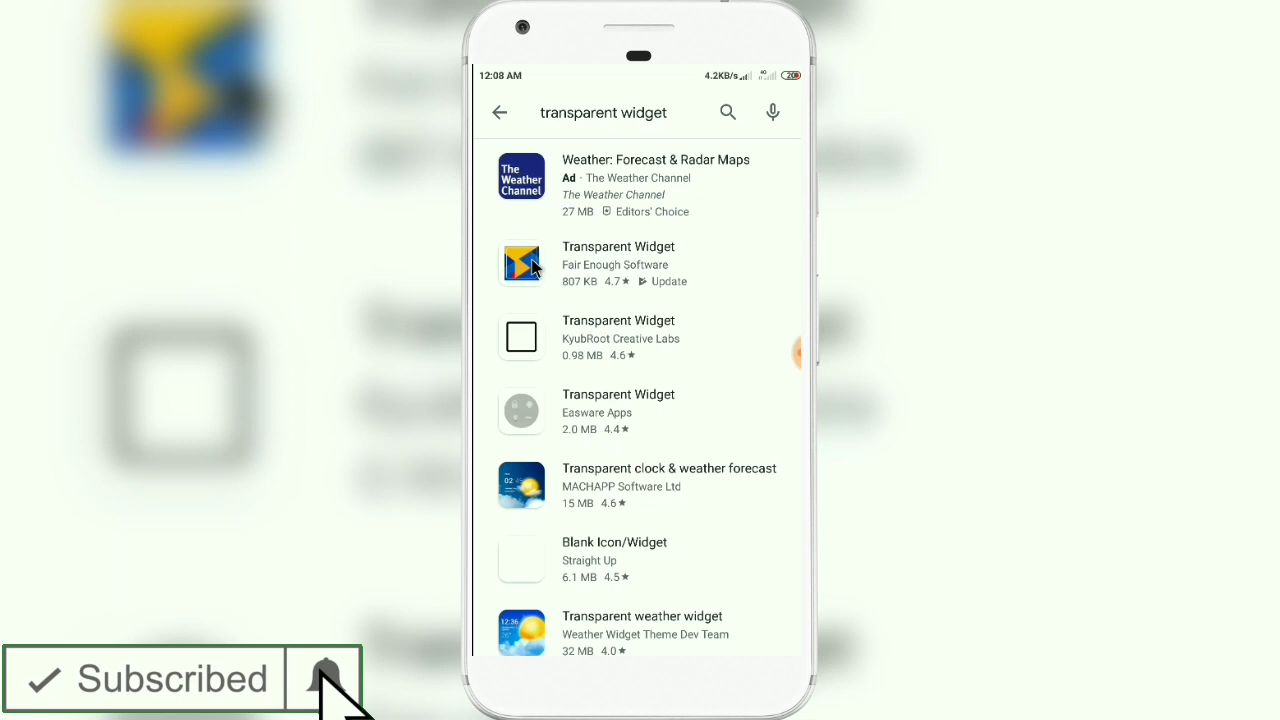 12:08 AM 4.2KB/s 4G 20
transparent widget
The
Weather
Channel
Weather: Forecast & Radar Maps
Ad · The Weather Channel
The Weather Channel
27 MB Editors' Choice
Transparent Widget
Fair Enough Software
807 KB 4.7★ Update
Transparent Widget
KyubRoot Creative Labs
0.98 MB 4.6★
Transparent Widget
Easware Apps
2.0 MB 4.4★
02
Transparent clock & weather forecast
MACHAPP Software Ltd
15 MB 4.6★
Blank Icon/Widget
Straight Up
6.1 MB 4.5★
12:36
Transparent weather widget
Weather Widget Theme Dev Team
32 MB 4.0★
Subscribed